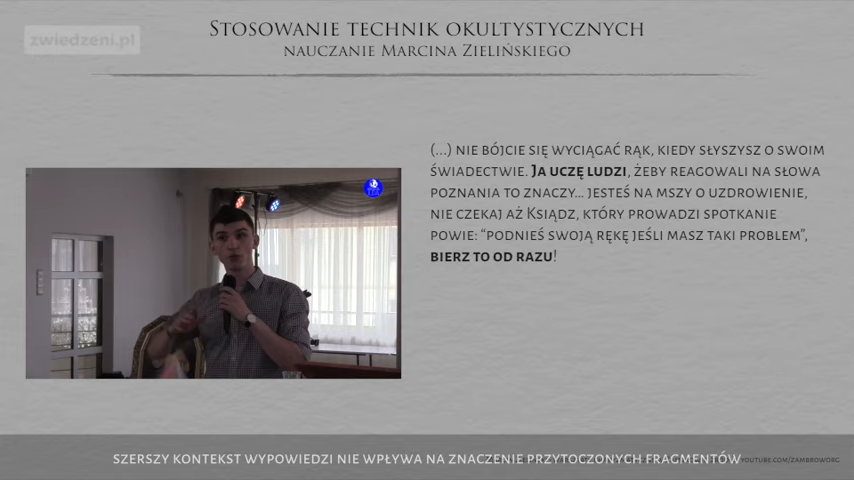 zwiedzeni.pl
Stosowanie technik okultystycznych
nauczanie Marcina Zielińskiego
(...) nie bójcie się wyciągać rąk, kiedy słyszysz o swoim
świadectwie. Ja uczę ludzi, żeby reagowali na słowa
poznania to znaczy... jesteś na mszy o uzdrowienie,
nie czekaj aż Ksiądz, który prowadzi spotkanie
powie: “podnieś swoją rękę jeśli masz taki problem”,
bierz to od razu!
szerszy kontekst wypowiedzi nie wpływa na znaczenie przytoczonych fragmentów
youtube.com/zambroworg